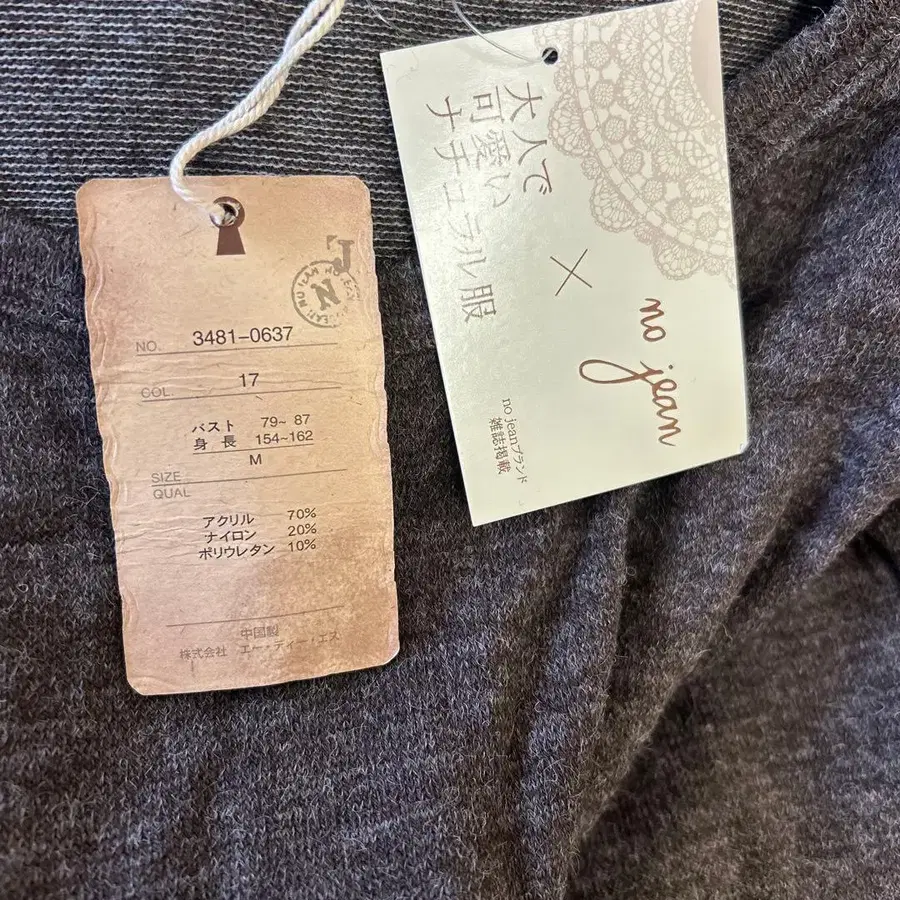 NO. 3481-0637
COL. 17
バスト 79~ 87
身長 154~162
SIZE M
QUAL
アクリル 70%
ナイロン 20%
ポリウレタン 10%
中国製
株式会社 エー・ディー・エス
大人で
可愛い
ナチュラル服
×
no jean
no jeanブランド
雑誌掲載